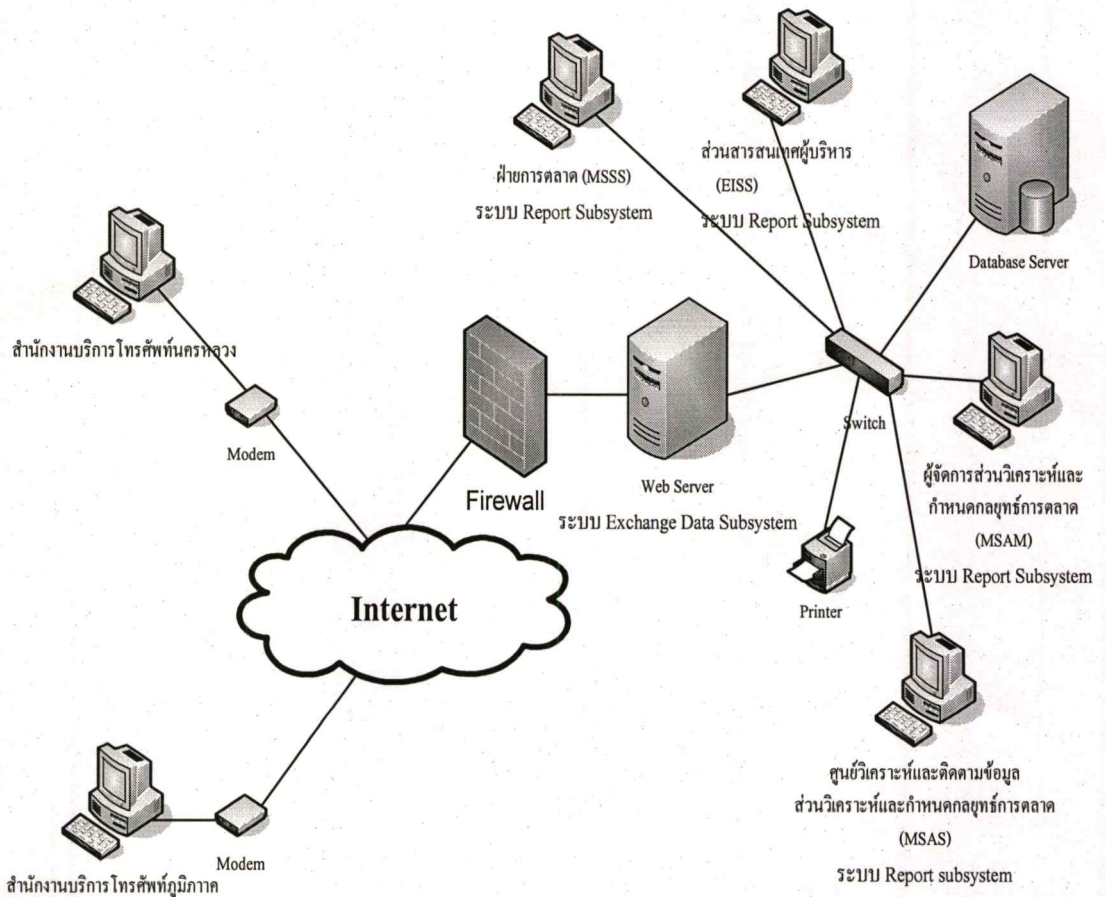 ฝ่ายการตลาด (MSSS)
ระบบ Report Subsystem
ส่วนสารสนเทศผู้บริหาร
(EISS)
ระบบ Report Subsystem
Database Server
สำนักงานบริการโทรศัพท์นครหลวง
Modem
Firewall
Web Server
ระบบ Exchange Data Subsystem
Switch
ผู้จัดการส่วนวิเคราะห์และ
กำหนดกลยุทธ์การตลาด
(MSAM)
ระบบ Report Subsystem
Printer
Internet
ศูนย์วิเคราะห์และติดตามข้อมูล
ส่วนวิเคราะห์และกำหนดกลยุทธ์การตลาด
(MSAS)
ระบบ Report subsystem
Modem
สำนักงานบริการโทรศัพท์ภูมิภาค